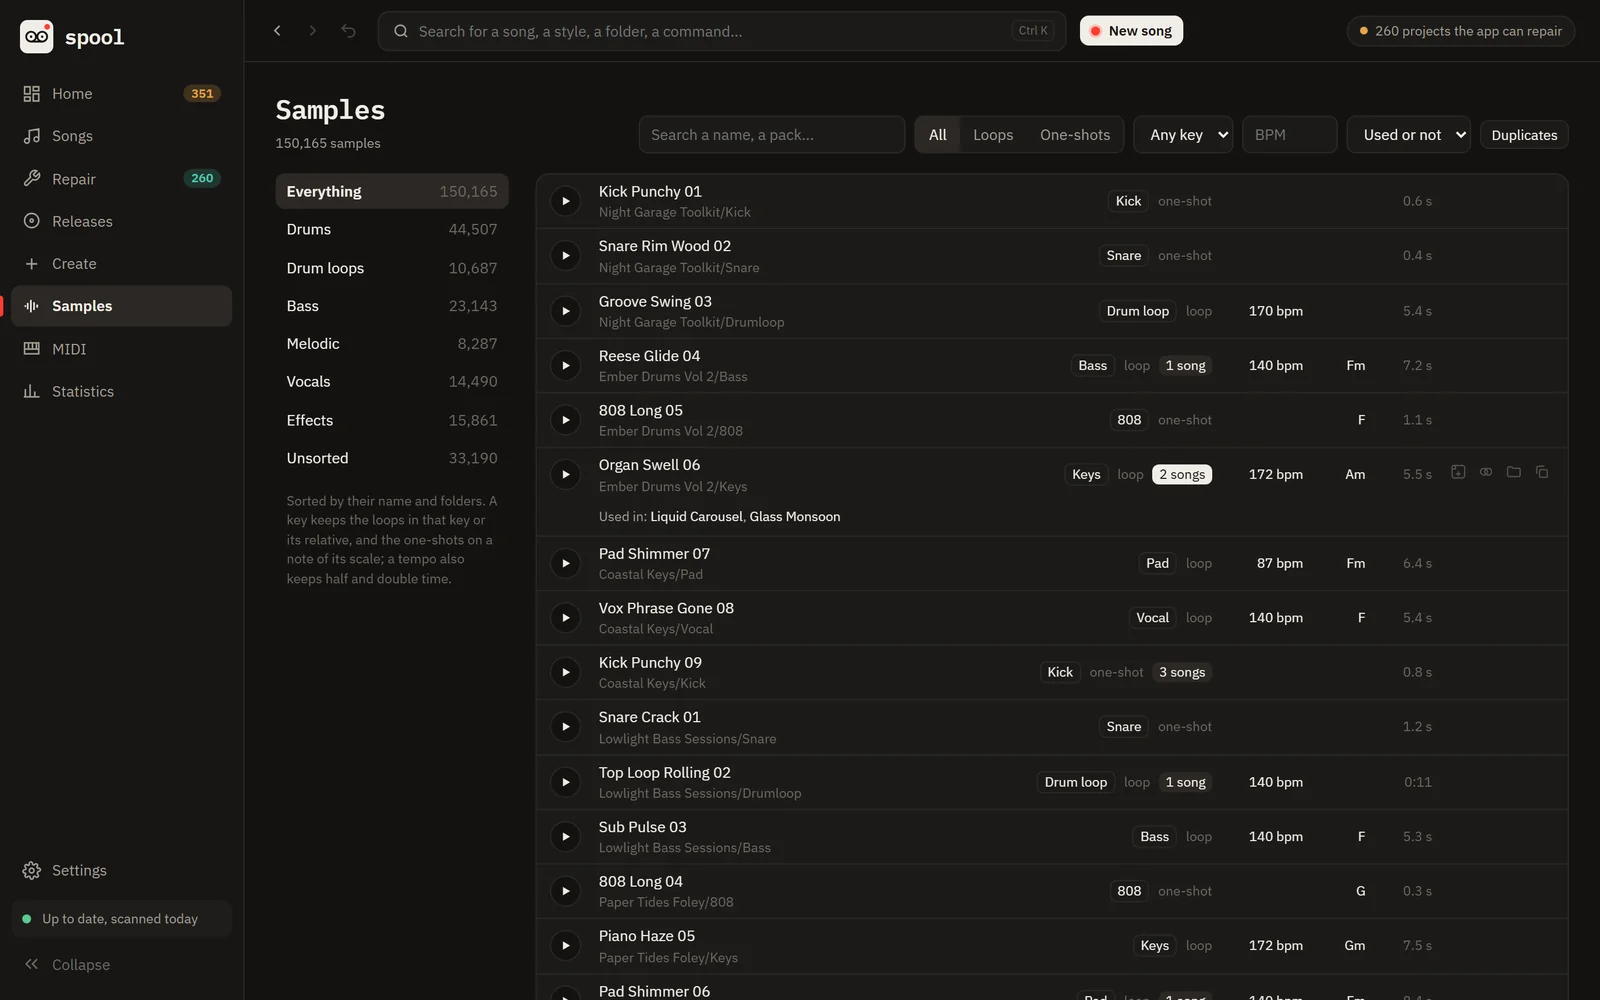 spool
Search for a song, a style, a folder, a command...
Ctrl K
New song
260 projects the app can repair
Home
351
Songs
Repair
260
Releases
Create
Samples
MIDI
Statistics
Settings
Up to date, scanned today
Collapse
Samples
150,165 samples
Search a name, a pack...
All
Loops
One-shots
Any key
BPM
Used or not
Duplicates
Everything 150,165
Drums 44,507
Drum loops 10,687
Bass 23,143
Melodic 8,287
Vocals 14,490
Effects 15,861
Unsorted 33,190
Sorted by their name and folders. A
key keeps the loops in that key or
its relative, and the one-shots on a
note of its scale; a tempo also
keeps half and double time.
Kick Punchy 01
Night Garage Toolkit/Kick
Kick one-shot 0.6 s
Snare Rim Wood 02
Night Garage Toolkit/Snare
Snare one-shot 0.4 s
Groove Swing 03
Night Garage Toolkit/Drumloop
Drum loop loop 170 bpm 5.4 s
Reese Glide 04
Ember Drums Vol 2/Bass
Bass loop 1 song 140 bpm Fm 7.2 s
808 Long 05
Ember Drums Vol 2/808
808 one-shot F 1.1 s
Organ Swell 06
Ember Drums Vol 2/Keys
Keys loop 2 songs 172 bpm Am 5.5 s
Used in: Liquid Carousel, Glass Monsoon
Pad Shimmer 07
Coastal Keys/Pad
Pad loop 87 bpm Fm 6.4 s
Vox Phrase Gone 08
Coastal Keys/Vocal
Vocal loop 140 bpm F 5.4 s
Kick Punchy 09
Coastal Keys/Kick
Kick one-shot 3 songs 0.8 s
Snare Crack 01
Lowlight Bass Sessions/Snare
Snare one-shot 1.2 s
Top Loop Rolling 02
Lowlight Bass Sessions/Drumloop
Drum loop loop 1 song 140 bpm 0:11
Sub Pulse 03
Lowlight Bass Sessions/Bass
Bass loop 140 bpm F 5.3 s
808 Long 04
Paper Tides Foley/808
808 one-shot G 0.3 s
Piano Haze 05
Paper Tides Foley/Keys
Keys loop 172 bpm Gm 7.5 s
Pad Shimmer 06